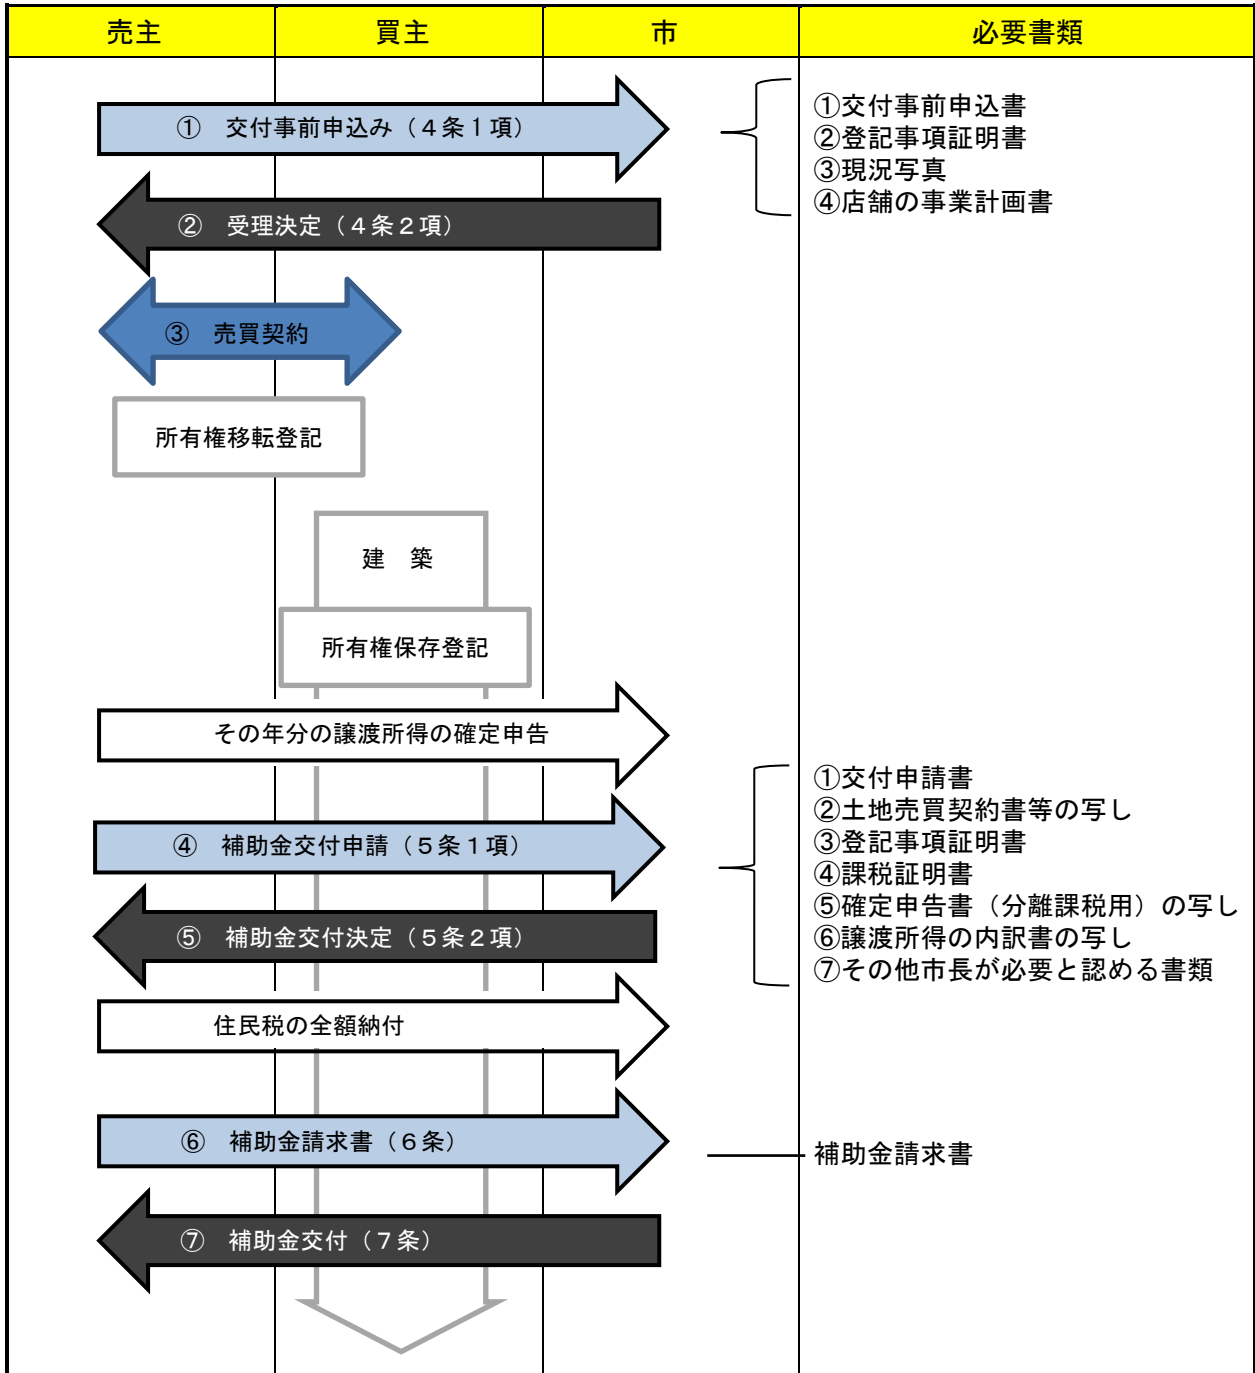 売主
買主
市
必要書類
① 交付事前申込み（４条１項）
①交付事前申込書
②登記事項証明書
③現況写真
④店舗の事業計画書
② 受理決定（４条２項）
③ 売買契約
所有権移転登記
建 築
所有権保存登記
その年分の譲渡所得の確定申告
④ 補助金交付申請（５条１項）
①交付申請書
②土地売買契約書等の写し
③登記事項証明書
④課税証明書
⑤確定申告書（分離課税用）の写し
⑥譲渡所得の内訳書の写し
⑦その他市長が必要と認める書類
⑤ 補助金交付決定（５条２項）
住民税の全額納付
⑥ 補助金請求書（６条）
補助金請求書
⑦ 補助金交付（７条）